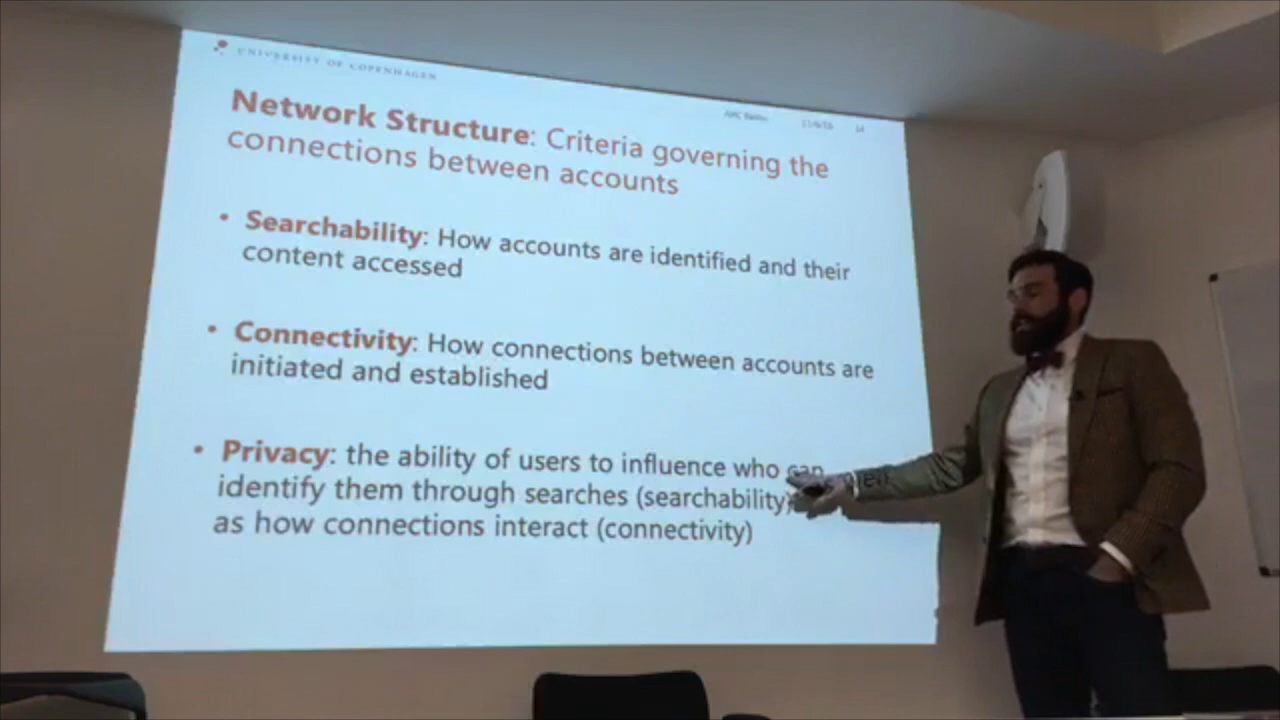 UNIVERSITY OF COPENHAGEN
14
Network Structure: Criteria governing the
connections between accounts
• Searchability: How accounts are identified and their
content accessed
• Connectivity: How connections between accounts are
initiated and established
• Privacy: the ability of users to influence who can
identify them through searches (searchability)
as how connections interact (connectivity)